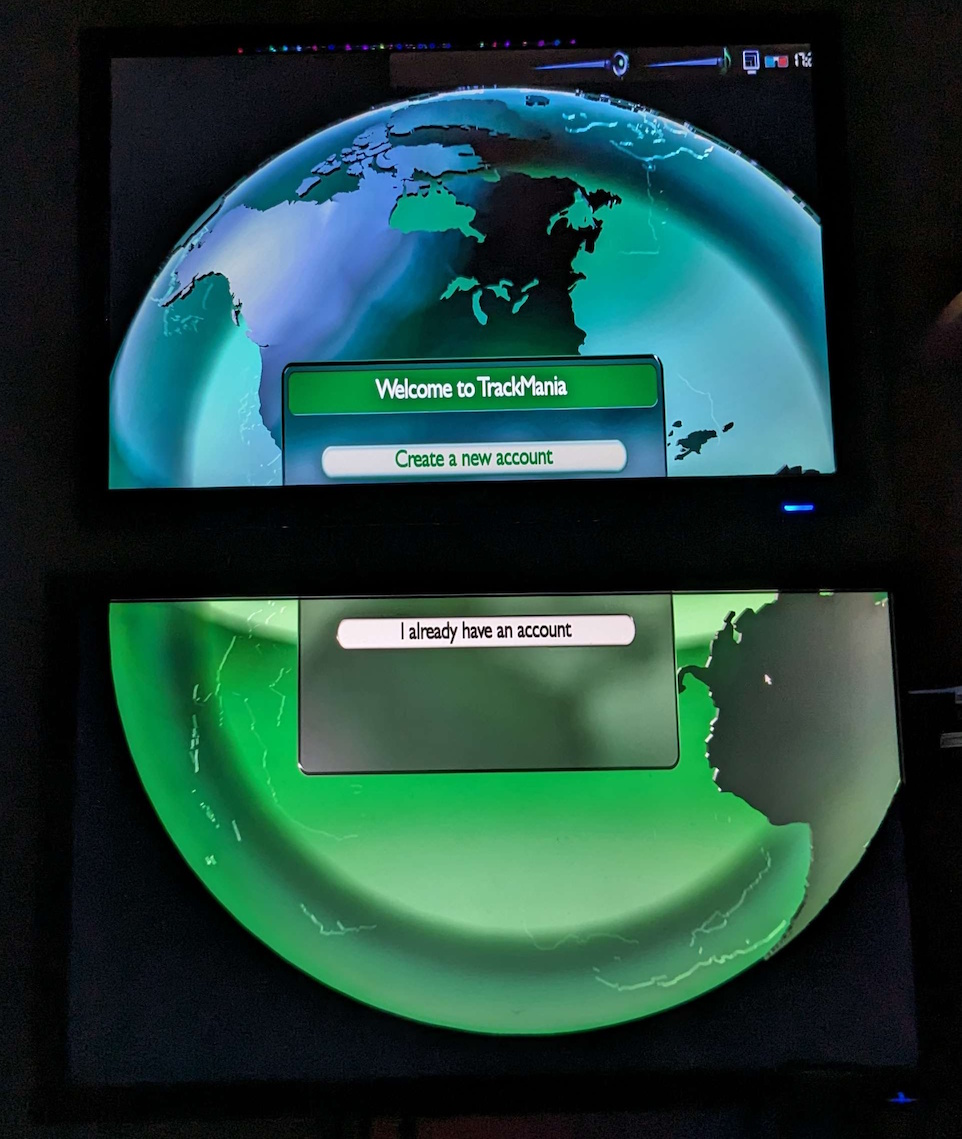 Welcome to TrackMania
Create a new account
I already have an account